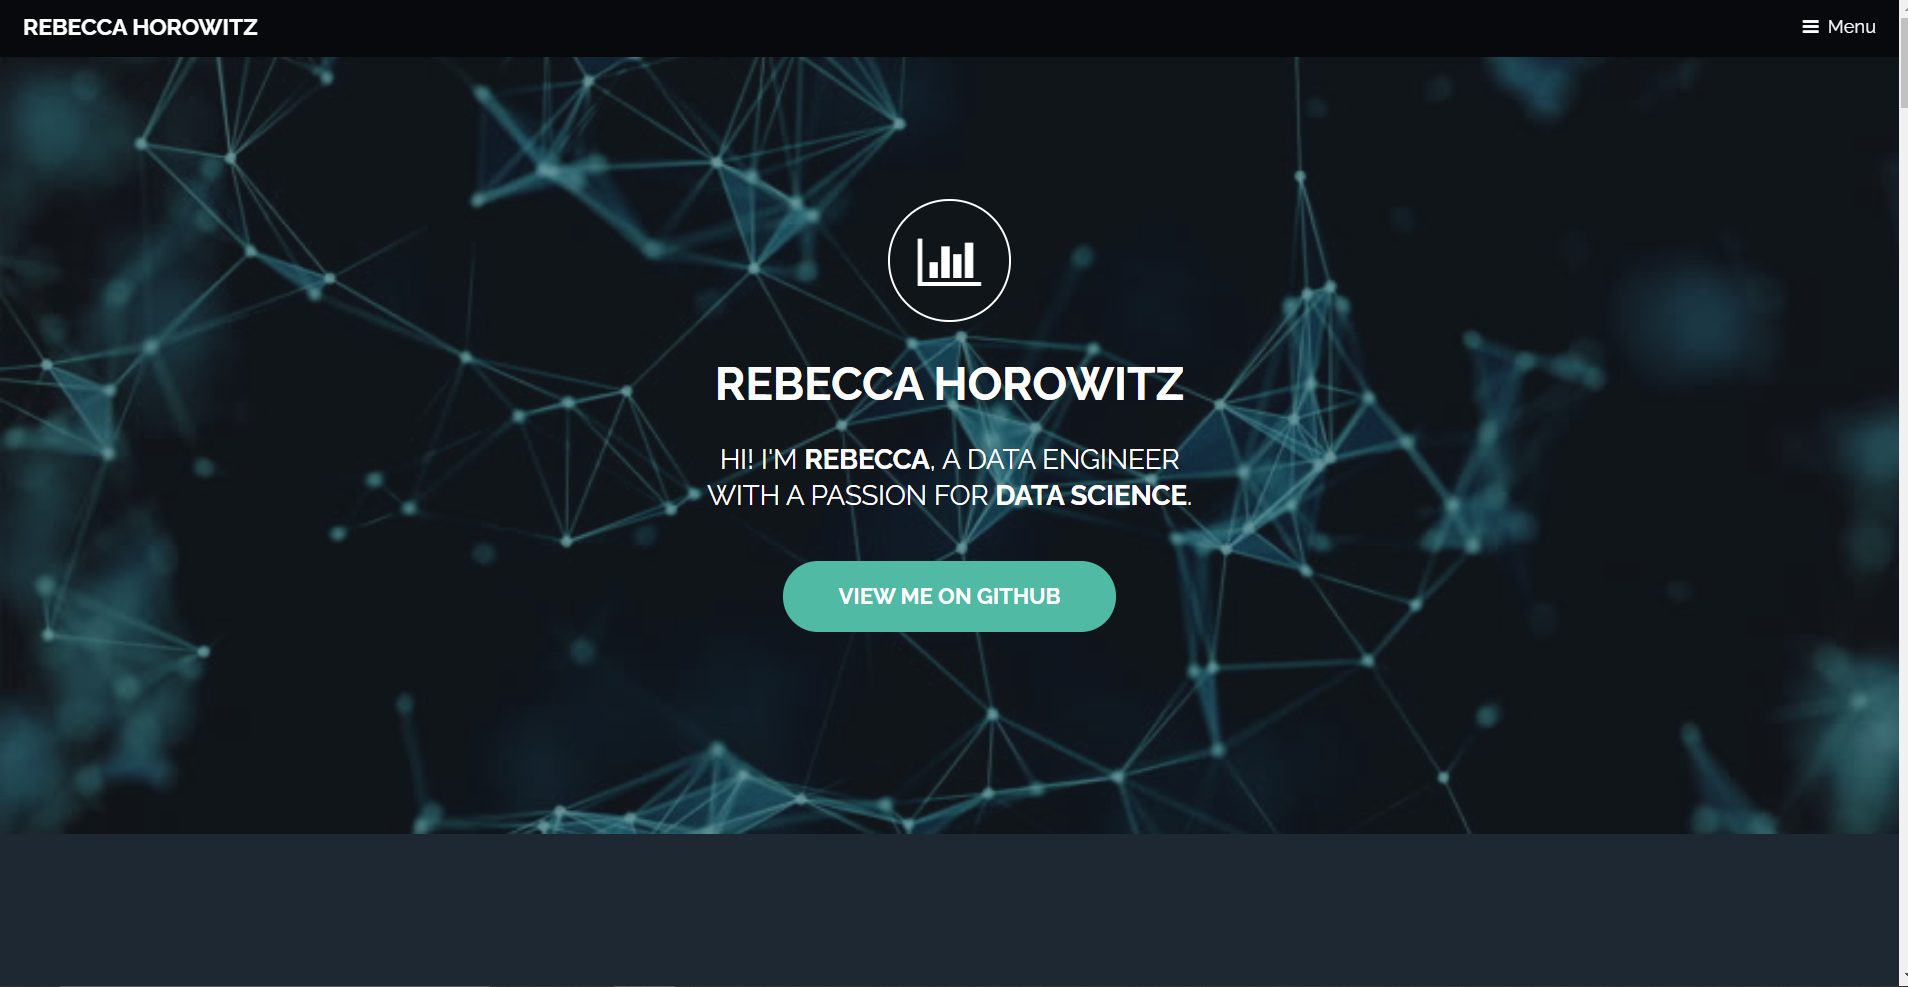 REBECCA HOROWITZ
Menu
REBECCA HOROWITZ
HI! I'M REBECCA, A DATA ENGINEER
WITH A PASSION FOR DATA SCIENCE.
VIEW ME ON GITHUB